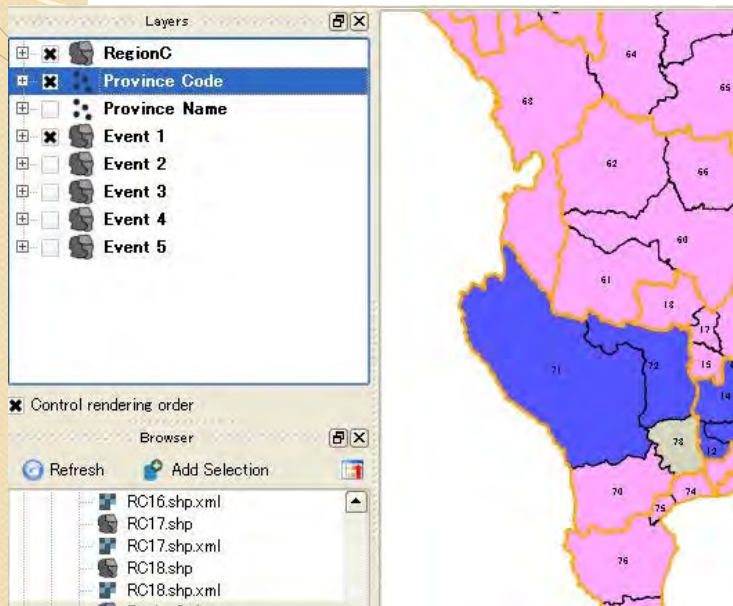 Layers
RegionC
Province Code
Province Name
Event 1
Event 2
Event 3
Event 4
Event 5
Control rendering order
Browser
Refresh
Add Selection
RC16.shp.xml
RC17.shp
RC17.shp.xml
RC18.shp
RC18.shp.xml
64
65
63
62
66
60
61
18
17
15
71
72
14
73
12
70
74
75
76